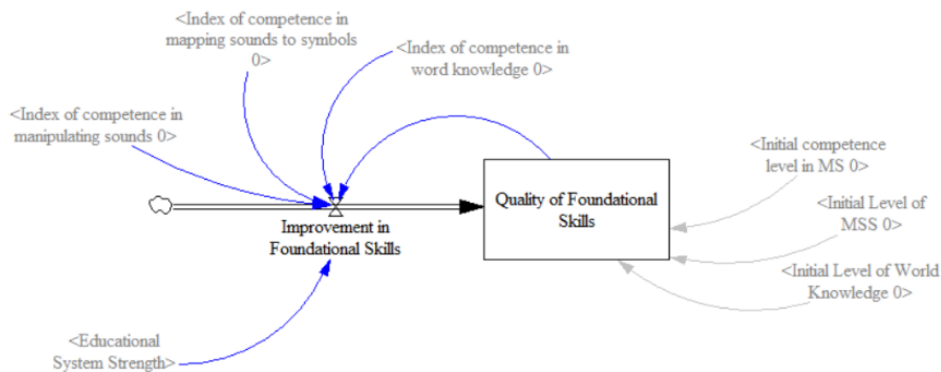 <Index of competence in
mapping sounds to symbols
0>
<Index of competence in
word knowledge 0>
<Index of competence in
manipulating sounds 0>
<Initial competence
level in MS 0>
Quality of Foundational
Skills
<Initial Level of
MSS 0>
Improvement in
Foundational Skills
<Initial Level of World
Knowledge 0>
<Educational
System Strength>